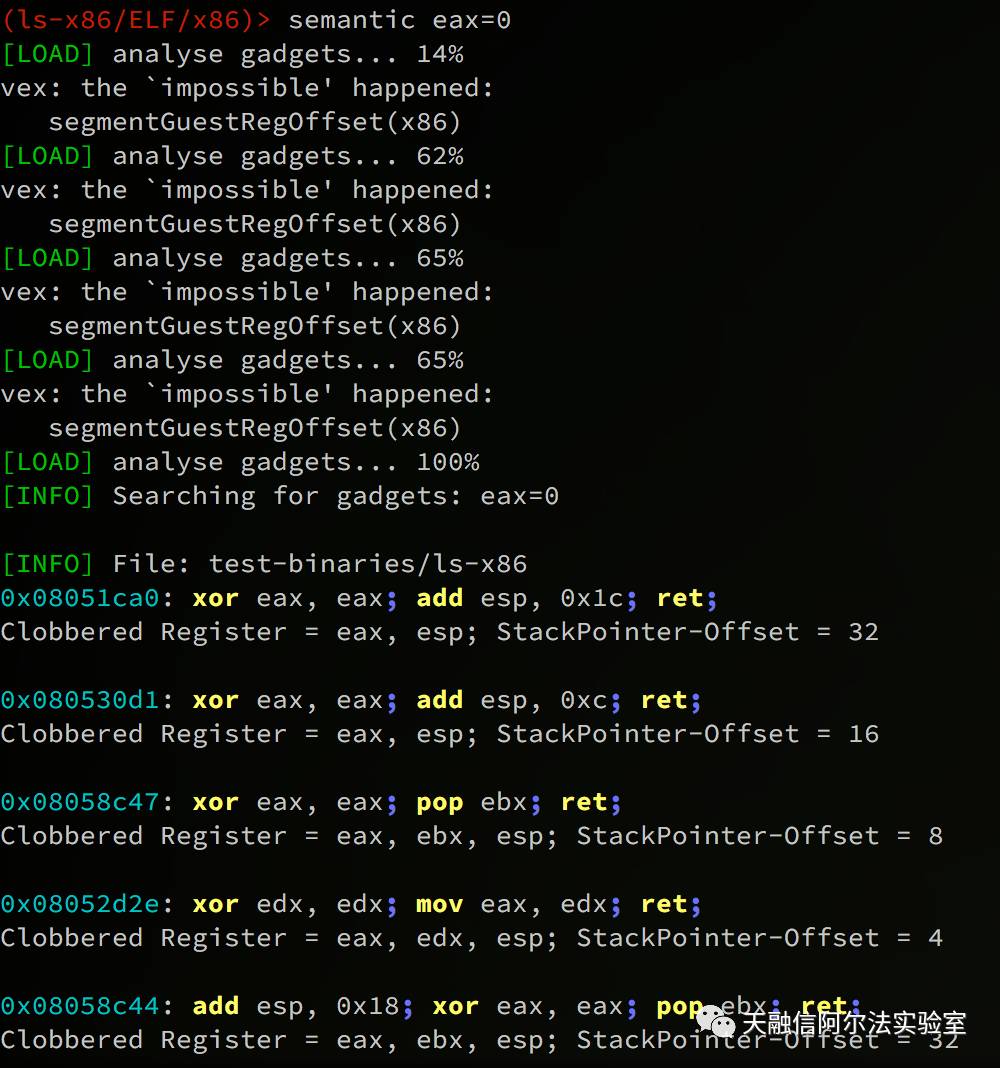 (ls-x86/ELF/x86)> semantic eax=0
[LOAD] analyse gadgets... 14%
vex: the `impossible' happened:
   segmentGuestRegOffset(x86)
[LOAD] analyse gadgets... 62%
vex: the `impossible' happened:
   segmentGuestRegOffset(x86)
[LOAD] analyse gadgets... 65%
vex: the `impossible' happened:
   segmentGuestRegOffset(x86)
[LOAD] analyse gadgets... 65%
vex: the `impossible' happened:
   segmentGuestRegOffset(x86)
[LOAD] analyse gadgets... 100%
[INFO] Searching for gadgets: eax=0

[INFO] File: test-binaries/ls-x86
0x08051ca0: xor eax, eax; add esp, 0x1c; ret;
Clobbered Register = eax, esp; StackPointer-Offset = 32

0x080530d1: xor eax, eax; add esp, 0xc; ret;
Clobbered Register = eax, esp; StackPointer-Offset = 16

0x08058c47: xor eax, eax; pop ebx; ret;
Clobbered Register = eax, ebx, esp; StackPointer-Offset = 8

0x08052d2e: xor edx, edx; mov eax, edx; ret;
Clobbered Register = eax, edx, esp; StackPointer-Offset = 4

0x08058c44: add esp, 0x18; xor eax, eax; pop ebx; ret;
Clobbered Register = eax, ebx, esp; StackPointer-Offset = 32
天融信阿尔法实验室